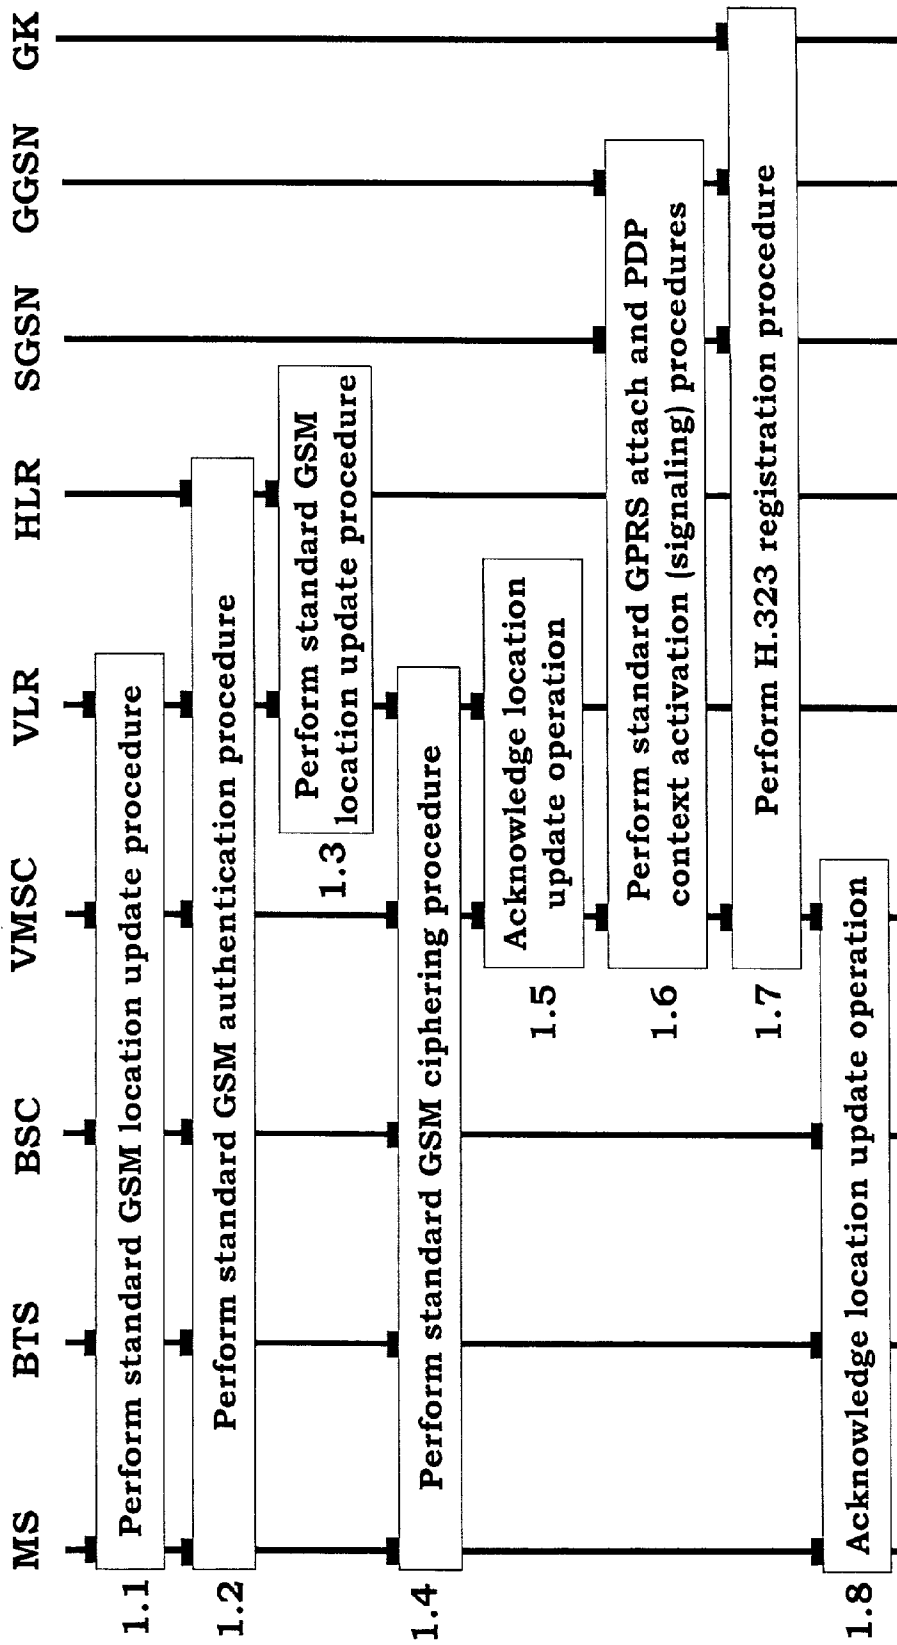 MS BTS BSC VMSC VLR HLR SGSN GGSN GK
1.1 Perform standard GSM location update procedure
1.2 Perform standard GSM authentication procedure
1.3 Perform standard GSM
location update procedure
1.4 Perform standard GSM ciphering procedure
1.5 Acknowledge location
update operation
1.6 Perform standard GPRS attach and PDP
context activation (signaling) procedures
1.7 Perform H.323 registration procedure
1.8 Acknowledge location update operation